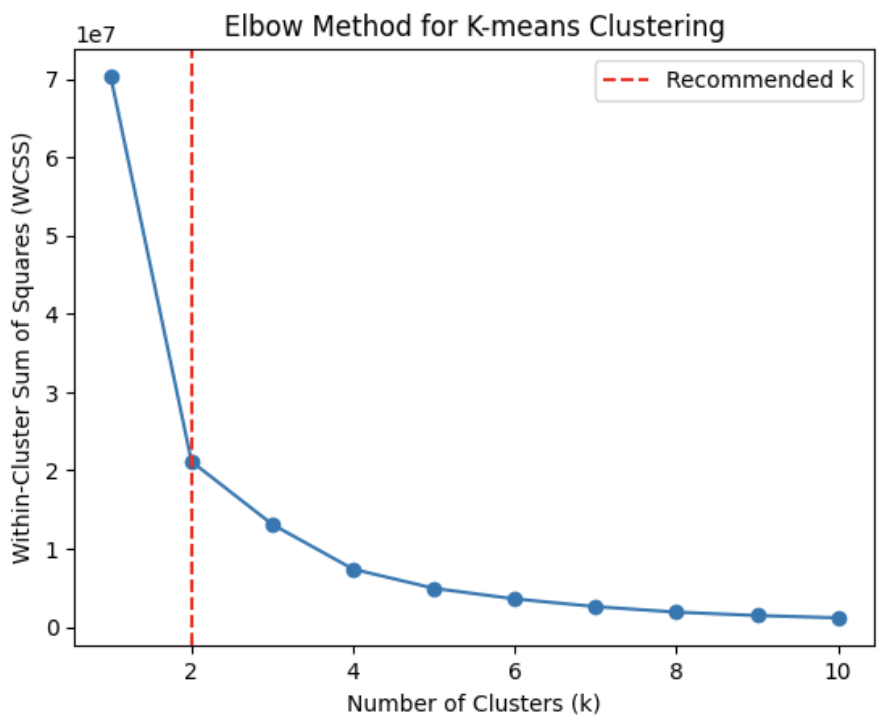 Elbow Method for K-means Clustering
1e7
Recommended k
7
6
5
4
3
2
1
0
Within-Cluster Sum of Squares (WCSS)
2 4 6 8 10
Number of Clusters (k)